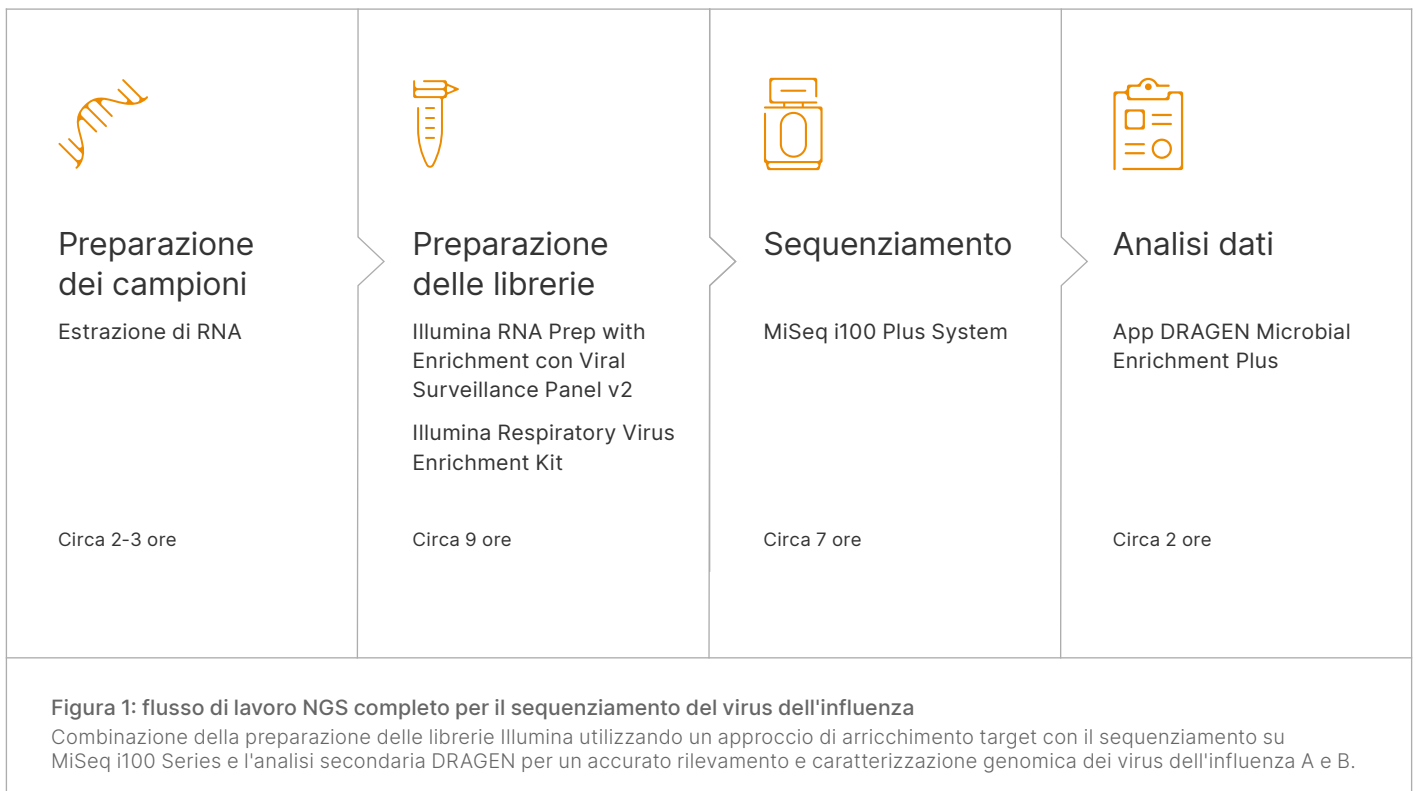 Preparazione
dei campioni
Estrazione di RNA
Circa 2-3 ore
Preparazione
delle librerie
Illumina RNA Prep with
Enrichment con Viral
Surveillance Panel v2
Illumina Respiratory Virus
Enrichment Kit
Circa 9 ore
Sequenziamento
MiSeq i100 Plus System
Circa 7 ore
Analisi dati
App DRAGEN Microbial
Enrichment Plus
Circa 2 ore
Figura 1: flusso di lavoro NGS completo per il sequenziamento del virus dell'influenza
Combinazione della preparazione delle librerie Illumina utilizzando un approccio di arricchimento target con il sequenziamento su
MiSeq i100 Series e l'analisi secondaria DRAGEN per un accurato rilevamento e caratterizzazione genomica dei virus dell'influenza A e B.